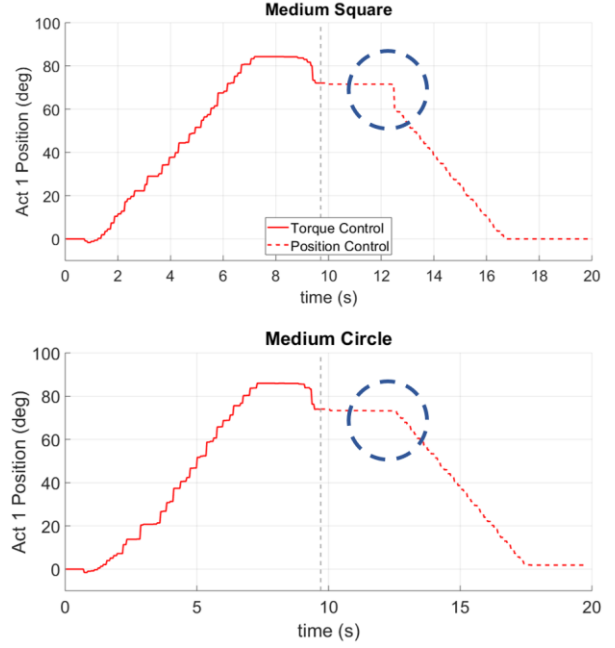 Medium Square
100
80
60
40
20
0
-10
Act 1 Position (deg)
Torque Control
Position Control
0 2 4 6 8 10 12 14 16 18 20
time (s)
Medium Circle
100
80
60
40
20
0
-10
Act 1 Position (deg)
0 5 10 15 20
time (s)